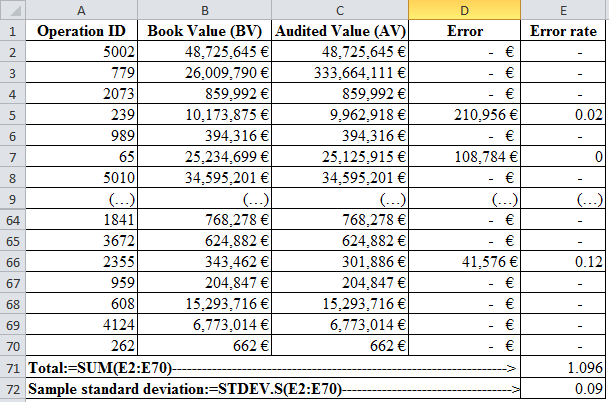 A B C D E
1 Operation ID Book Value (BV) Audited Value (AV) Error Error rate
2 5002 48,725,645 € 48,725,645 € - € -
3 779 26,009,790 € 333,664,111 € - € -
4 2073 859,992 € 859,992 € - € -
5 239 10,173,875 € 9,962,918 € 210,956 € 0.02
6 989 394,316 € 394,316 € - € -
7 65 25,234,699 € 25,125,915 € 108,784 € 0
8 5010 34,595,201 € 34,595,201 € - € -
9 (…) (…) (…) (…) (…)
64 1841 768,278 € 768,278 € - € -
65 3672 624,882 € 624,882 € - € -
66 2355 343,462 € 301,886 € 41,576 € 0.12
67 959 204,847 € 204,847 € - € -
68 608 15,293,716 € 15,293,716 € - € -
69 4124 6,773,014 € 6,773,014 € - € -
70 262 662 € 662 € - € -
71 Total:=SUM(E2:E70)-----------------------------------------------------------------------> 1.096
72 Sample standard deviation:=STDEV.S(E2:E70)-----------------------------------> 0.09